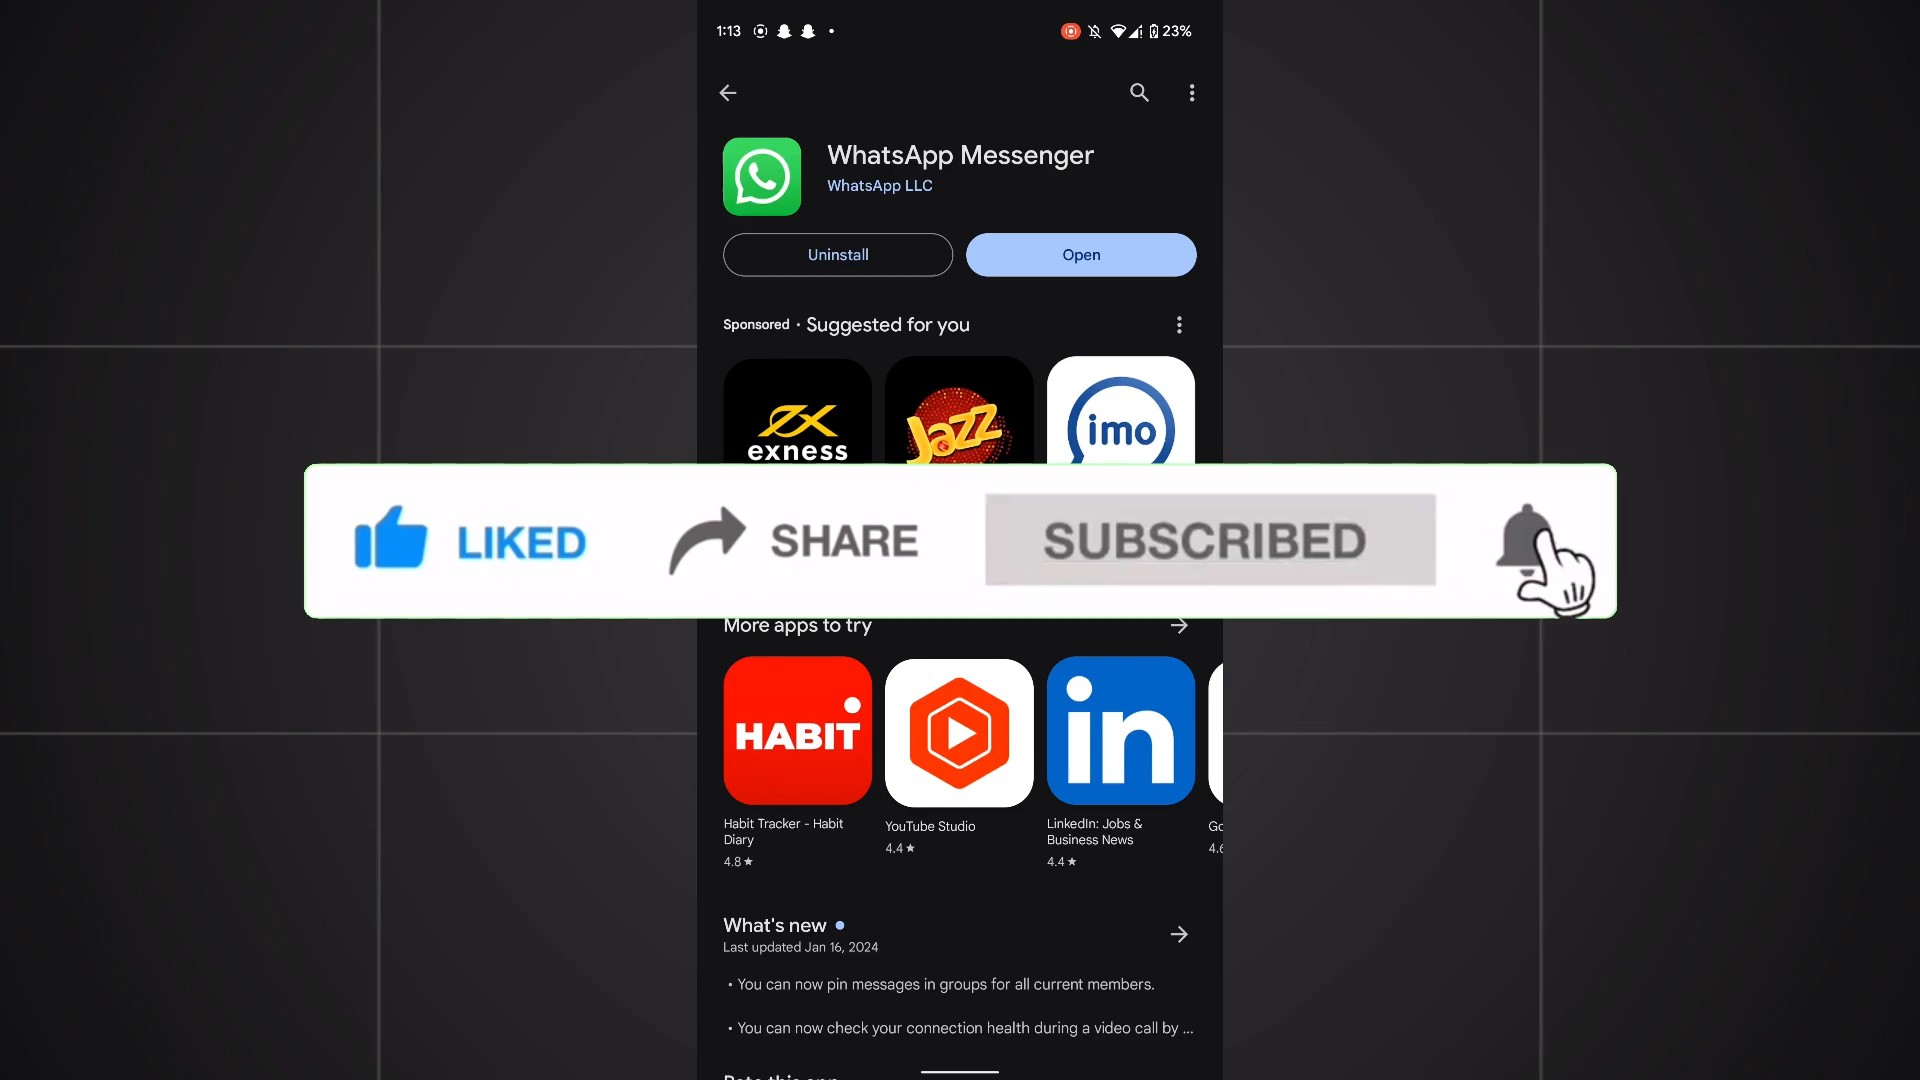 1:13
23%
WhatsApp Messenger
WhatsApp LLC
Uninstall
Open
Sponsored • Suggested for you
exness
Jazz
imo
LIKED
SHARE
SUBSCRIBED
More apps to try
HABIT
in
Habit Tracker - Habit
Diary
4.8★
YouTube Studio
4.4★
LinkedIn: Jobs &
Business News
4.4★
What's new
Last updated Jan 16, 2024
• You can now pin messages in groups for all current members.
• You can now check your connection health during a video call by ...